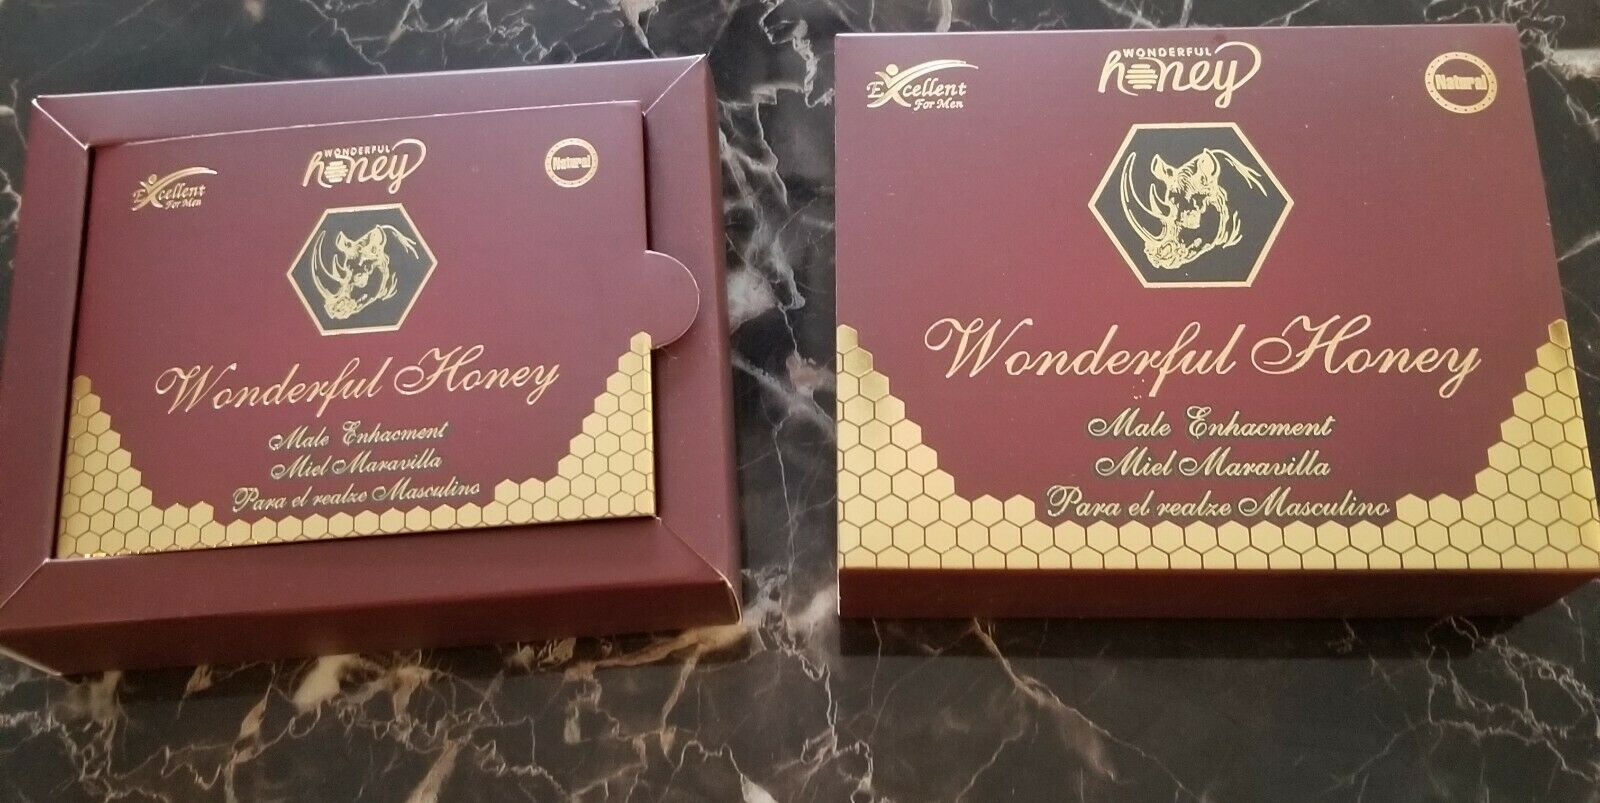 Excellent
For Men
WONDERFUL
honey
Natural
Wonderful Honey
Male Enhacment
Miel Maravilla
Para el realze Masculino
Excellent
For Men
WONDERFUL
honey
Natural
Wonderful Honey
Male Enhacment
Miel Maravilla
Para el realze Masculino